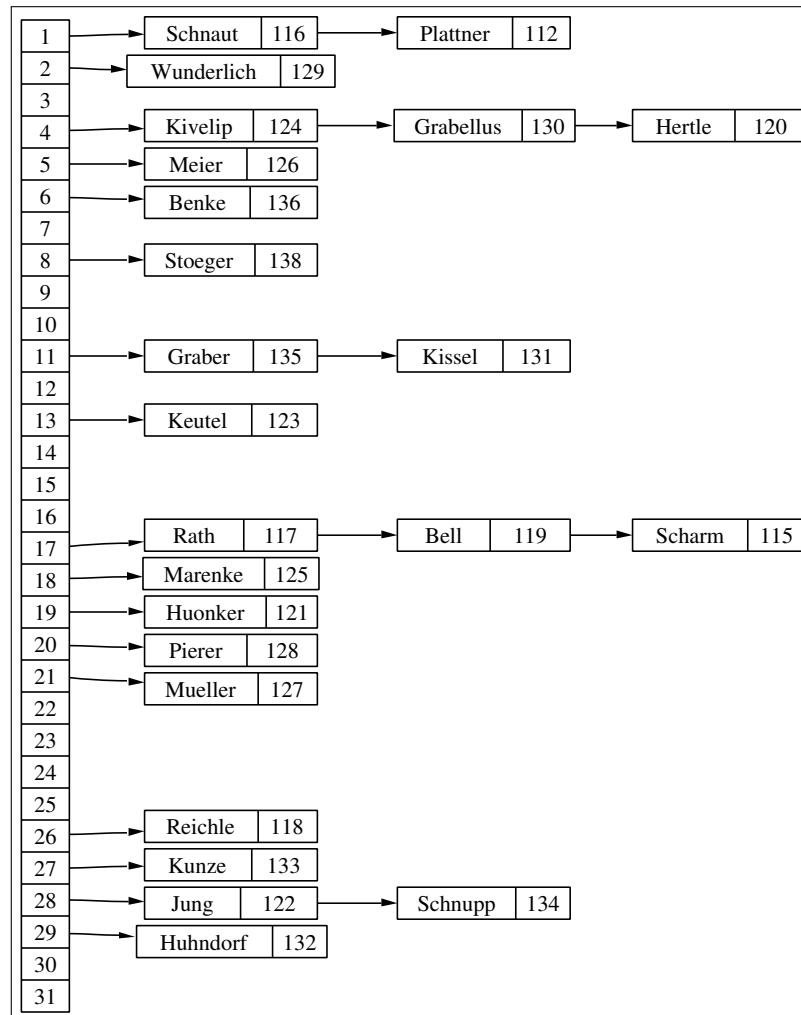 1 Schnaut 116 Plattner 112
2 Wunderlich 129
3
4 Kivelip 124 Grabellus 130 Hertle 120
5 Meier 126
6 Benke 136
7
8 Stoeger 138
9
10
11 Graber 135 Kissel 131
12
13 Keutel 123
14
15
16
17 Rath 117 Bell 119 Scharm 115
18 Marenke 125
19 Huonker 121
20 Pierer 128
21 Mueller 127
22
23
24
25
26 Reichle 118
27 Kunze 133
28 Jung 122 Schnupp 134
29 Huhndorf 132
30
31